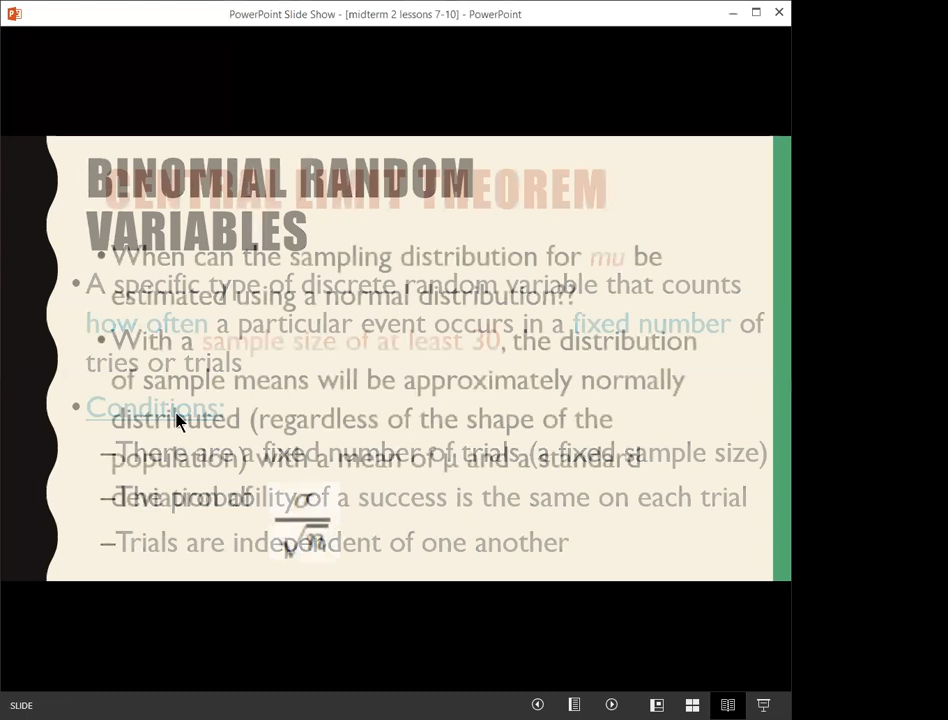 PowerPoint Slide Show - [midterm 2 lessons 7-10] - PowerPoint
BINOMIAL RANDOM
VARIABLES
• A specific type of discrete random variable that counts
how often a particular event occurs in a fixed number of
tries or trials
• Conditions:
–There are a fixed number of trials (a fixed sample size)
–The probability of a success is the same on each trial
–Trials are independent of one another
CENTRAL LIMIT THEOREM
• When can the sampling distribution for mu be
estimated using a normal distribution??
• With a sample size of at least 30, the distribution
of sample means will be approximately normally
distributed (regardless of the shape of the
population) with a mean of μ and a standard
deviation of
σ
√n
SLIDE